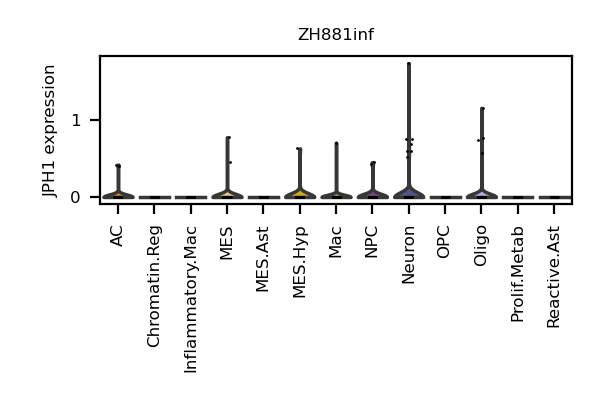 ZH881inf
JPH1 expression
1
0
AC
Chromatin.Reg
Inflammatory.Mac
MES
MES.Ast
MES.Hyp
Mac
NPC
Neuron
OPC
Oligo
Prolif.Metab
Reactive.Ast